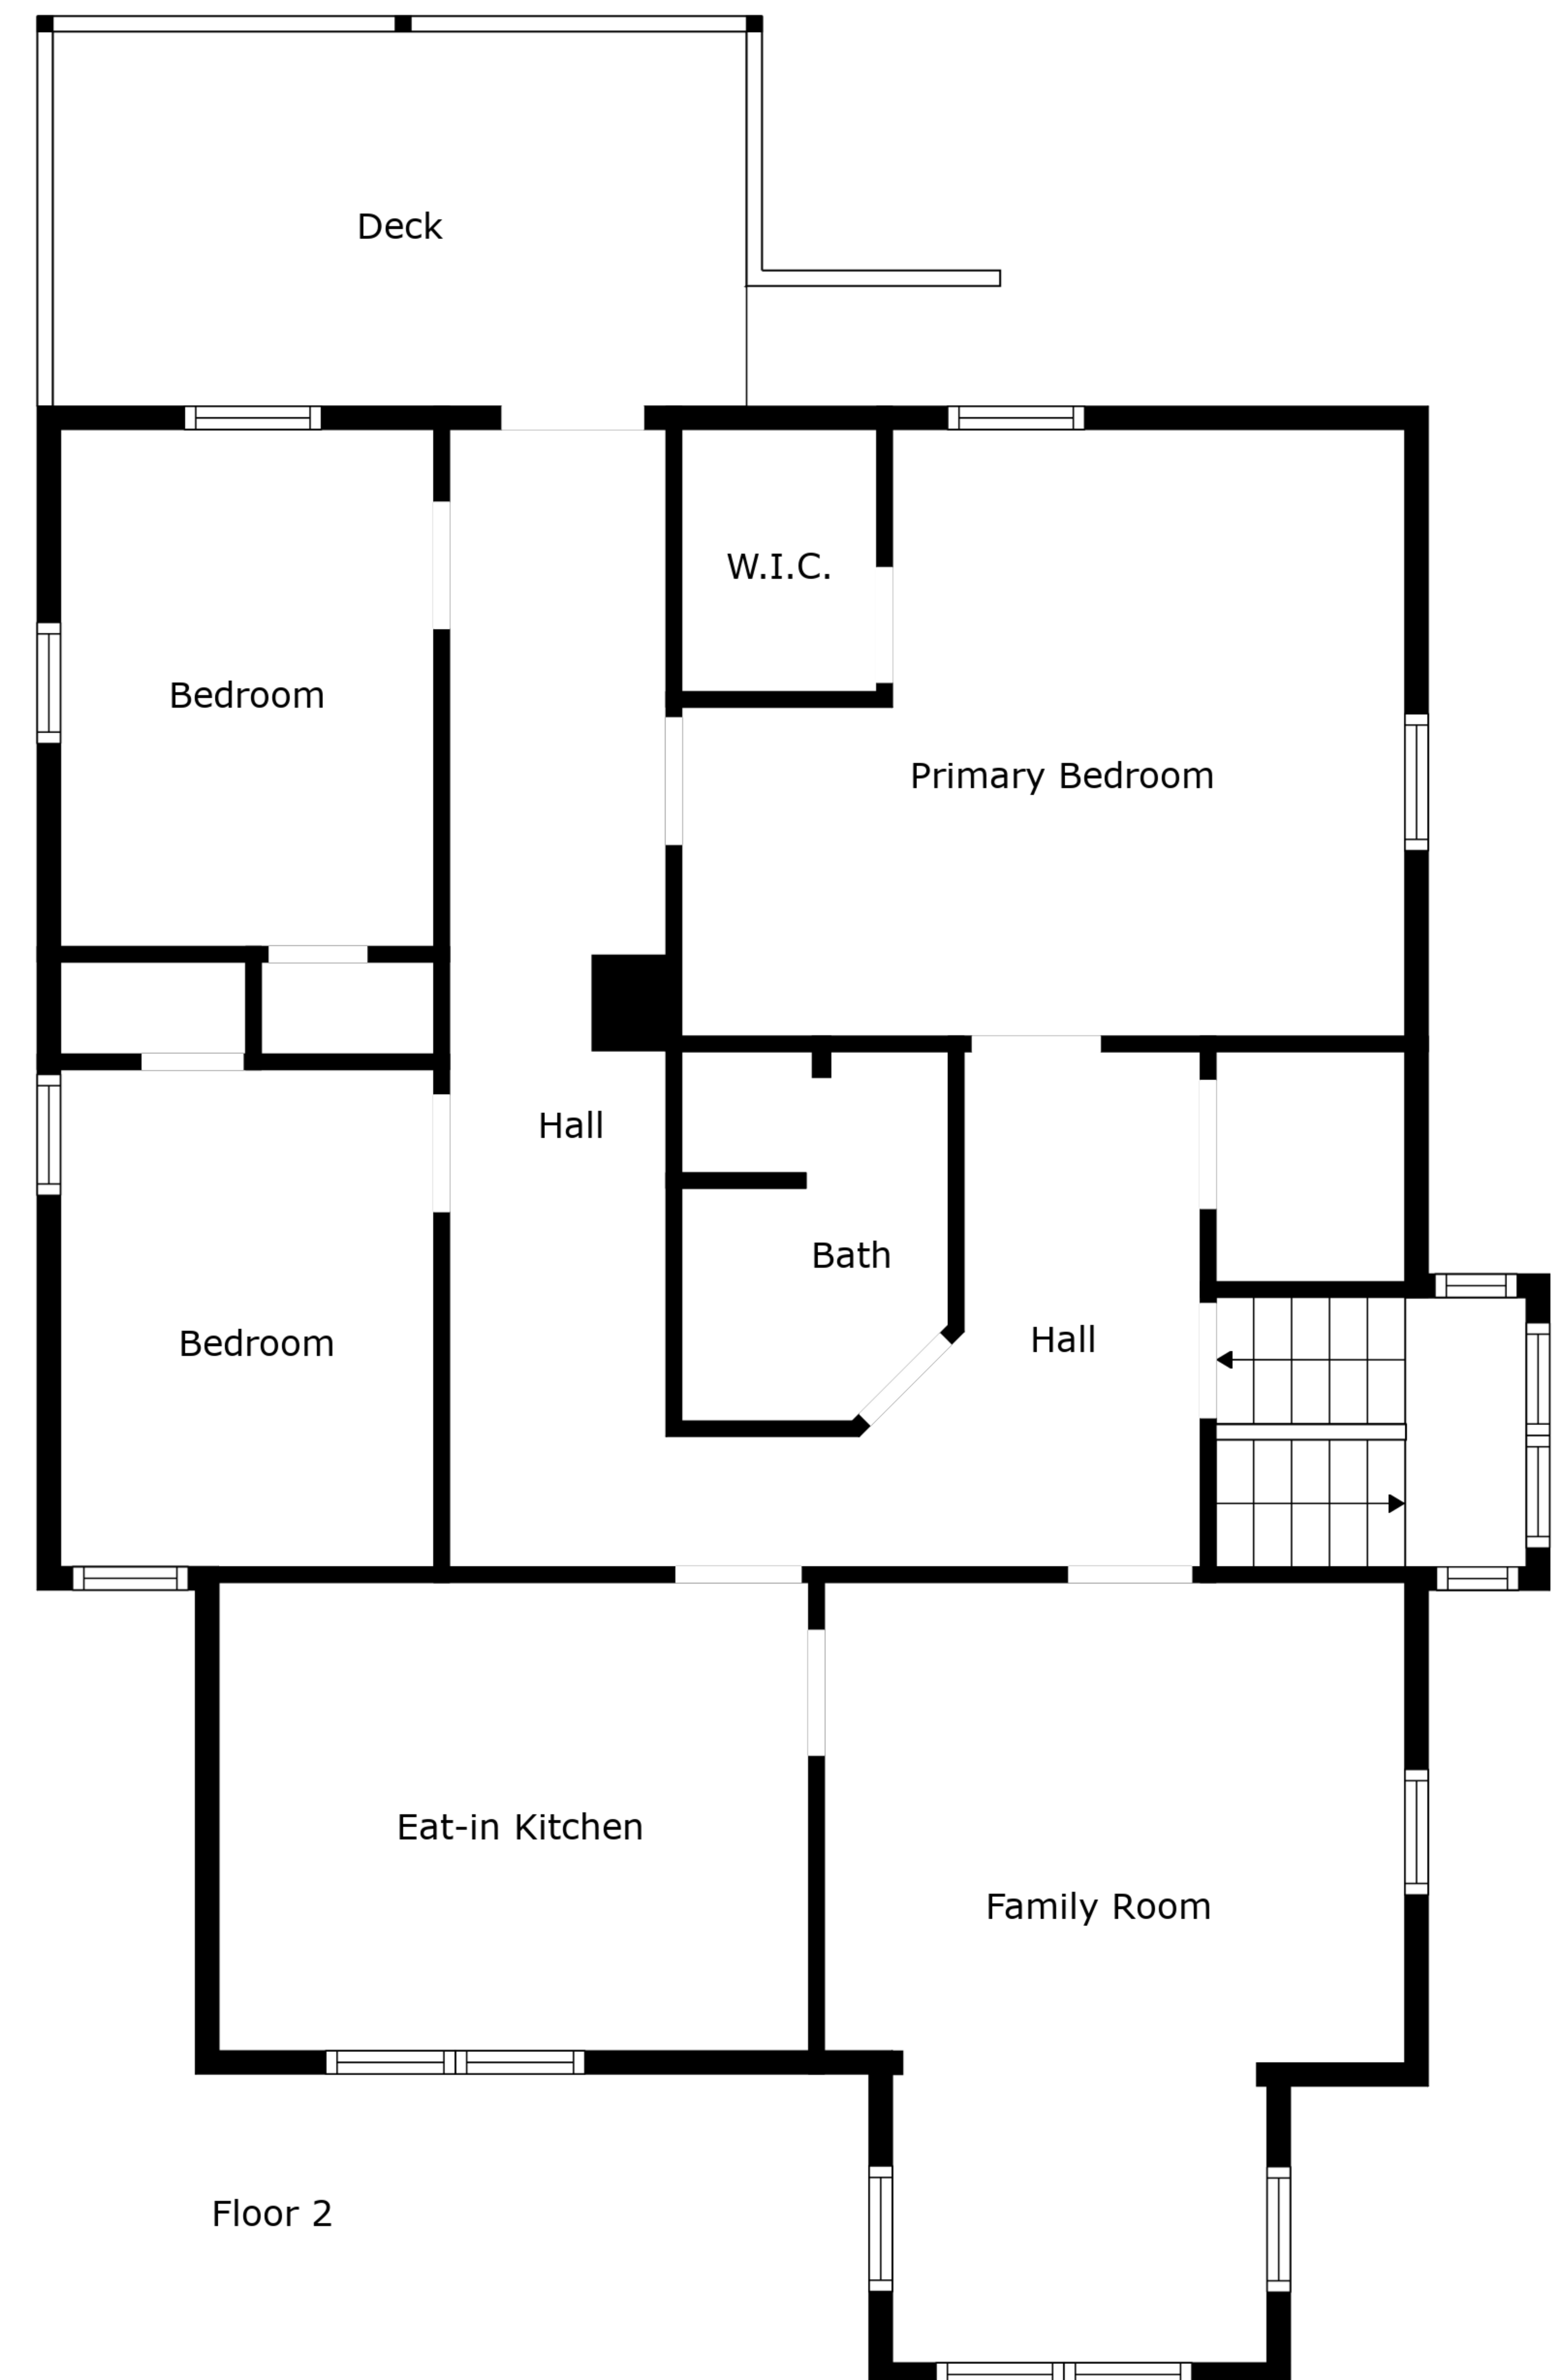 Deck
W.I.C.
Bedroom
Primary Bedroom
Hall
Bath
Bedroom
Hall
Eat-in Kitchen
Family Room
Floor 2